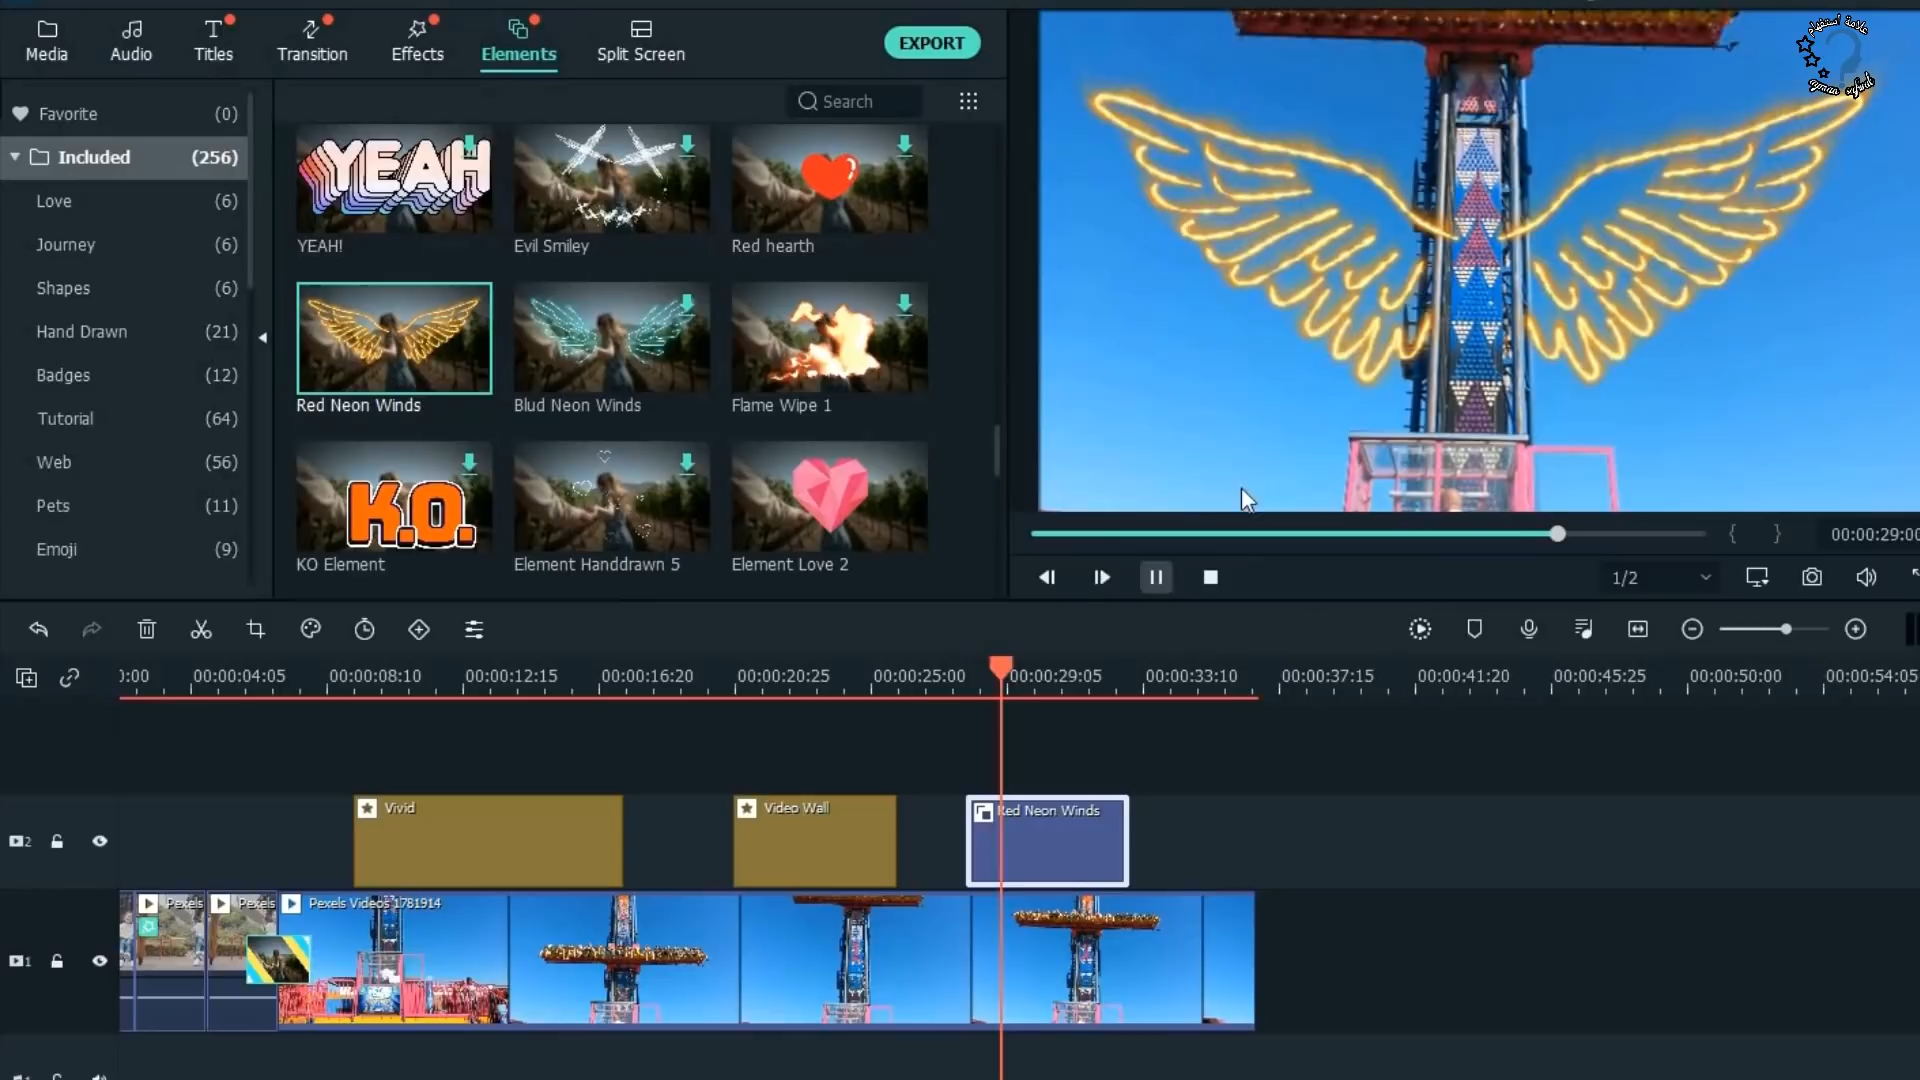 Media
Audio
Titles
Transition
Effects
Elements
Split Screen
EXPORT
علامة استفهام
Favorite (0)
Included (256)
Love (6)
Journey (6)
Shapes (6)
Hand Drawn (21)
Badges (12)
Tutorial (64)
Web (56)
Pets (11)
Emoji (9)
Search
YEAH
YEAH!
Evil Smiley
Red hearth
Red Neon Winds
Blud Neon Winds
Flame Wipe 1
K.O.
KO Element
Element Handdrawn 5
Element Love 2
{ }
00:00:29:00
1/2
0:00
00:00:04:05
00:00:08:10
00:00:12:15
00:00:16:20
00:00:20:25
00:00:25:00
00:00:29:05
00:00:33:10
00:00:37:15
00:00:41:20
00:00:45:25
00:00:50:00
00:00:54:05
2
Vivid
Video Wall
Red Neon Winds
1
Pexels
Pexels
Pexels Videos 1781914